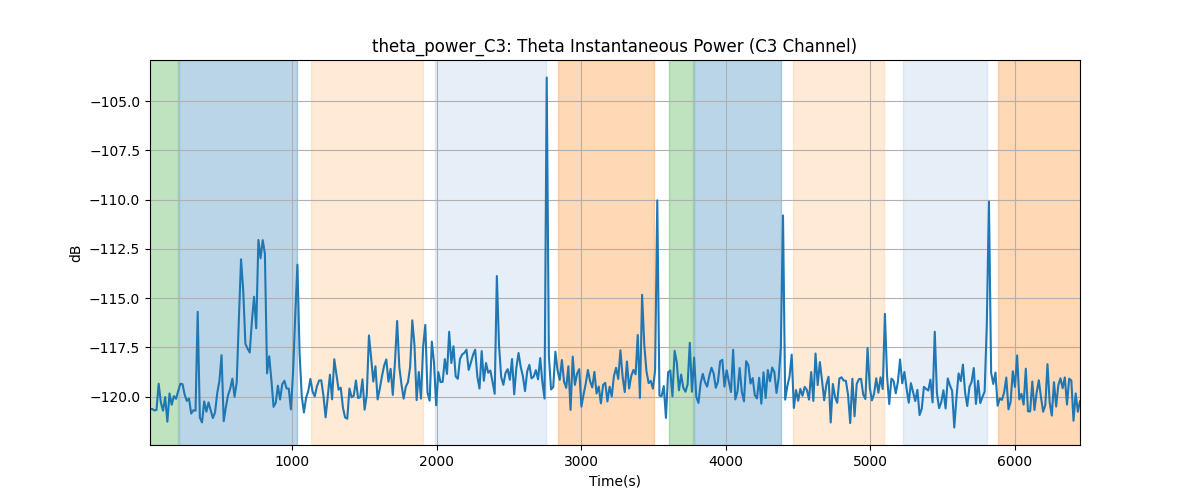 theta_power_C3: Theta Instantaneous Power (C3 Channel)
−105.0
−107.5
−110.0
−112.5
−115.0
−117.5
−120.0
dB
1000 2000 3000 4000 5000 6000
Time(s)